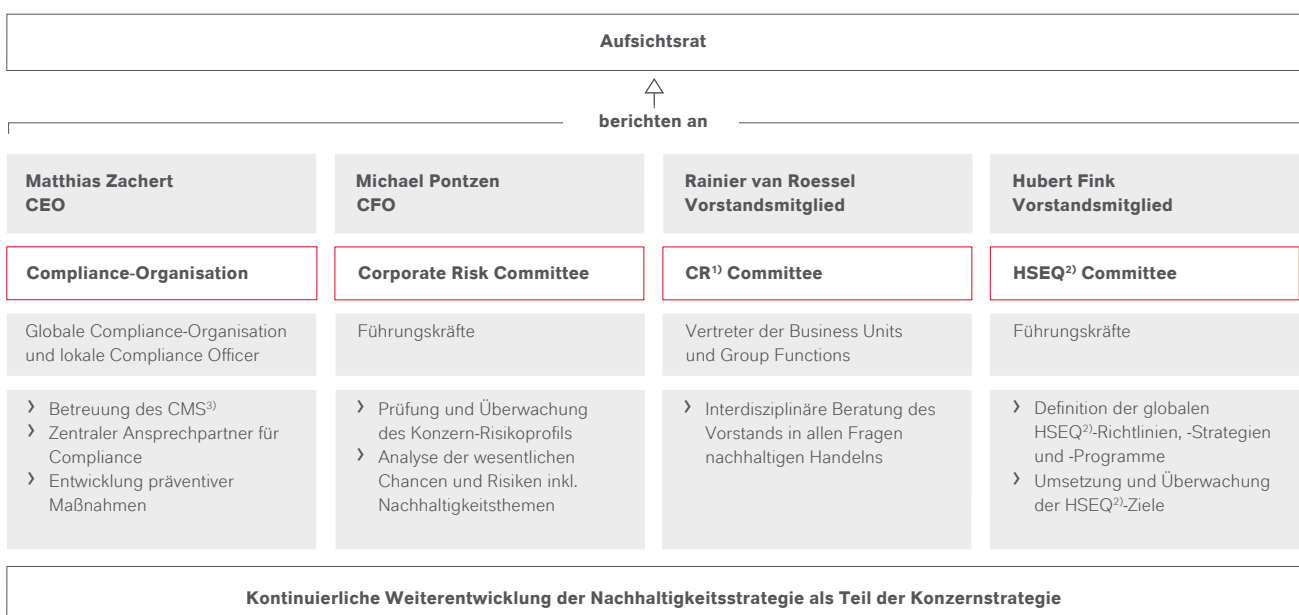 Aufsichtsrat
berichten an
Matthias Zachert
CEO
Michael Pontzen
CFO
Rainier van Roessel
Vorstandsmitglied
Hubert Fink
Vorstandsmitglied
Compliance-Organisation
Corporate Risk Committee
CR¹⁾ Committee
HSEQ²⁾ Committee
Globale Compliance-Organisation
und lokale Compliance Officer
Führungskräfte
Vertreter der Business Units
und Group Functions
Führungskräfte
› Betreuung des CMS³⁾
› Zentraler Ansprechpartner für
Compliance
› Entwicklung präventiver
Maßnahmen
› Prüfung und Überwachung
des Konzern-Risikoprofils
› Analyse der wesentlichen
Chancen und Risiken inkl.
Nachhaltigkeitsthemen
› Interdisziplinäre Beratung des
Vorstands in allen Fragen
nachhaltigen Handelns
› Definition der globalen
HSEQ²⁾-Richtlinien, -Strategien
und -Programme
› Umsetzung und Überwachung
der HSEQ²⁾-Ziele
Kontinuierliche Weiterentwicklung der Nachhaltigkeitsstrategie als Teil der Konzernstrategie